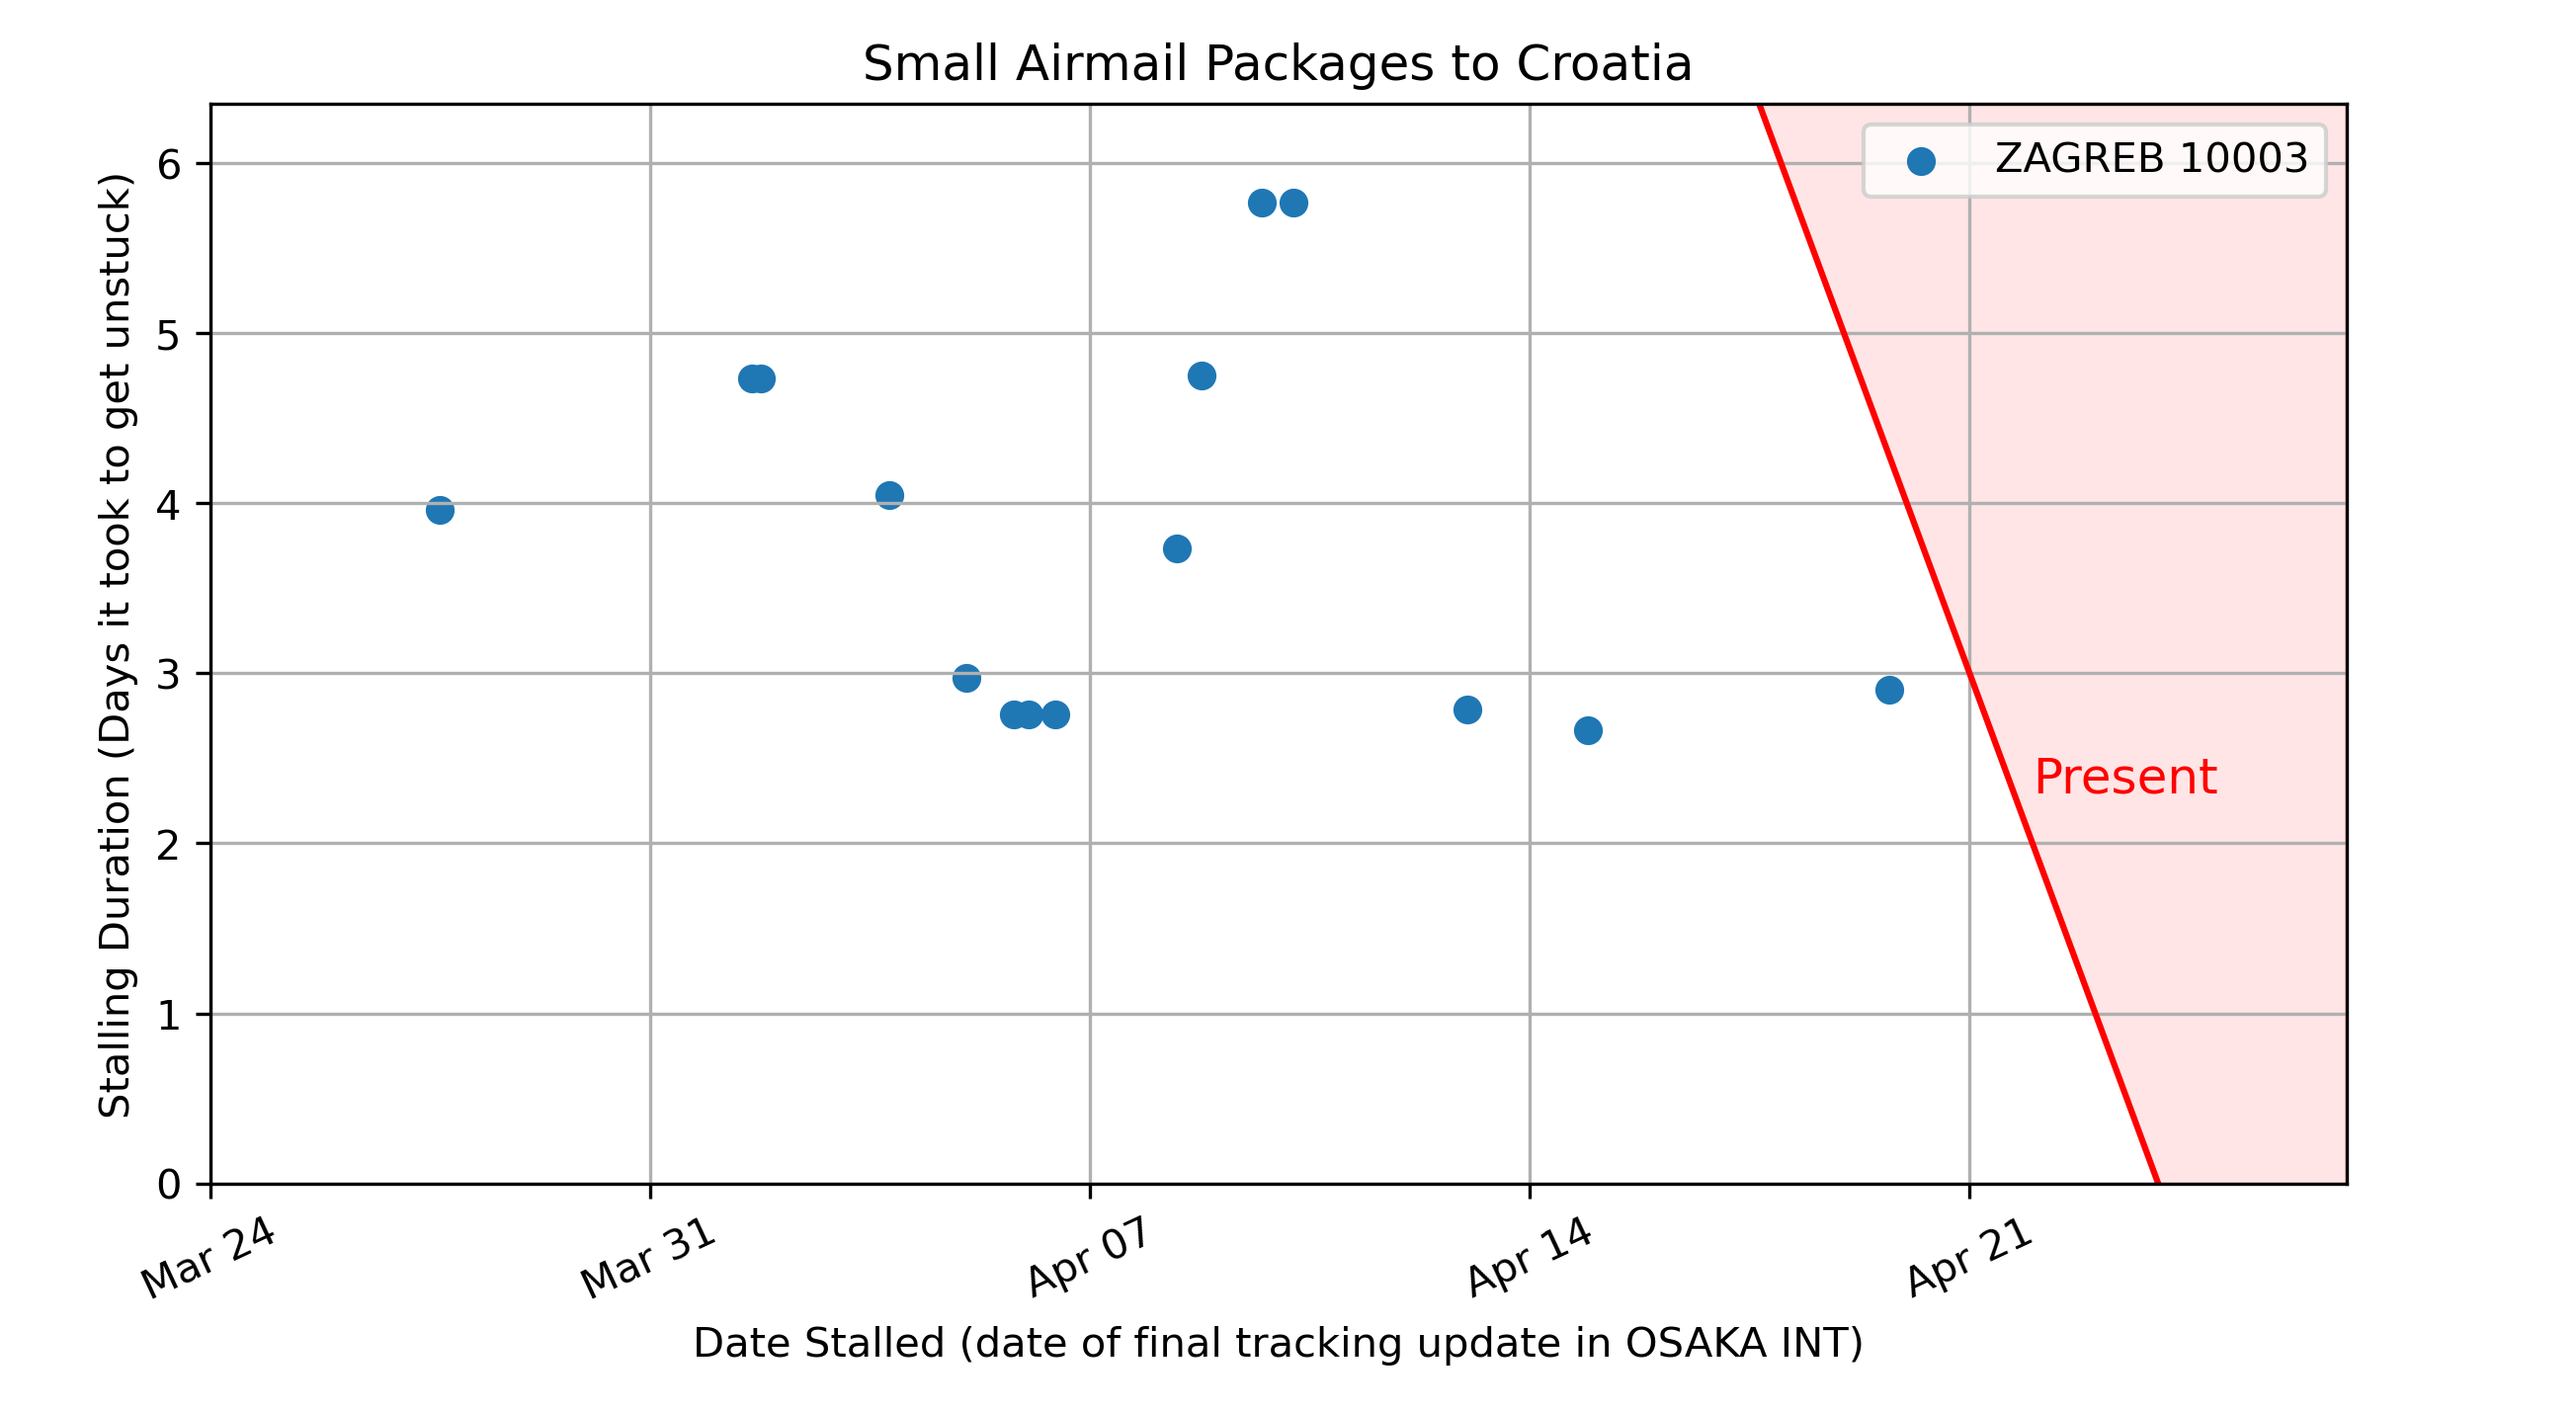 Small Airmail Packages to Croatia
ZAGREB 10003
Stalling Duration (Days it took to get unstuck)
6
5
4
3
2
1
0
Present
Mar 24
Mar 31
Apr 07
Apr 14
Apr 21
Date Stalled (date of final tracking update in OSAKA INT)